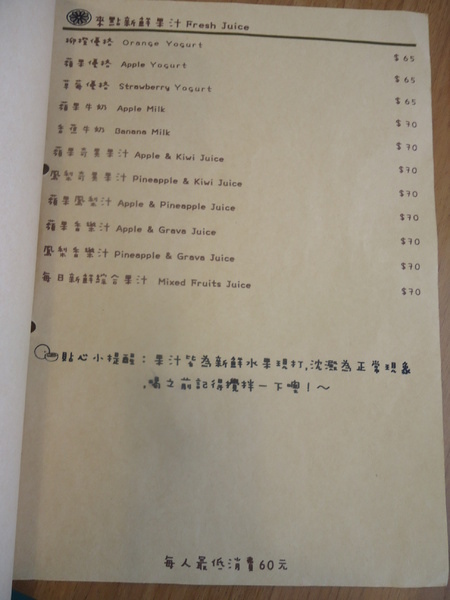 來點新鮮果汁 Fresh Juice
柳橙優格 Orange Yogurt $65
蘋果優格 Apple Yogurt $65
草莓優格 Strawberry Yogurt $65
蘋果牛奶 Apple Milk $70
香蕉牛奶 Banana Milk $70
蘋果奇異果汁 Apple & Kiwi Juice $70
鳳梨奇異果汁 Pineapple & Kiwi Juice $70
蘋果鳳梨汁 Apple & Pineapple Juice $70
蘋果香樂汁 Apple & Grava Juice $70
鳳梨香樂汁 Pineapple & Grava Juice $70
每日新鮮綜合果汁 Mixed Fruits Juice $70
貼心小提醒：果汁皆為新鮮水果現打,沈澱為正常現象
,喝之前記得攪拌一下噢！～
每人最低消費60元